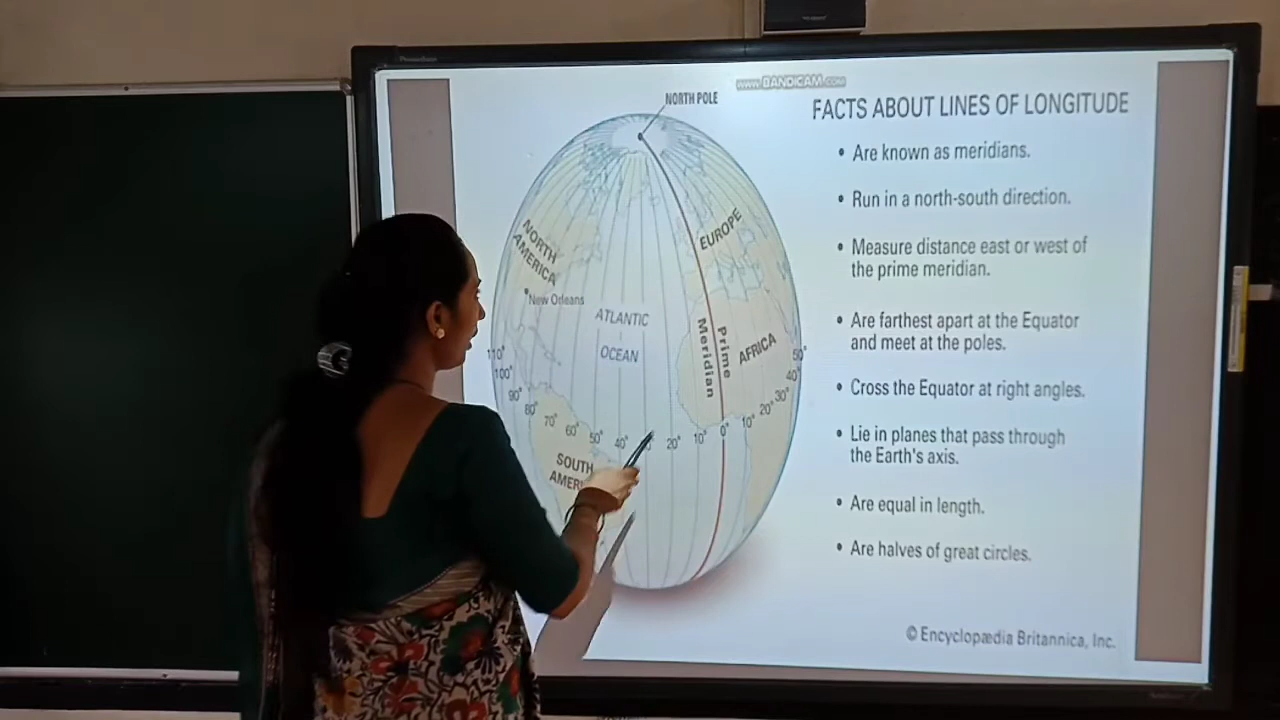 www.BANDICAM.com
NORTH POLE
FACTS ABOUT LINES OF LONGITUDE
• Are known as meridians.
• Run in a north-south direction.
• Measure distance east or west of
the prime meridian.
• Are farthest apart at the Equator
and meet at the poles.
• Cross the Equator at right angles.
• Lie in planes that pass through
the Earth's axis.
• Are equal in length.
• Are halves of great circles.
© Encyclopædia Britannica, Inc.
NORTH
AMERICA
EUROPE
New Orleans
ATLANTIC
OCEAN
Prime
Meridian
AFRICA
110° 100° 90° 80° 70° 60° 50° 40° 20° 10° 0° 10° 20° 30° 40° 50°
SOUTH